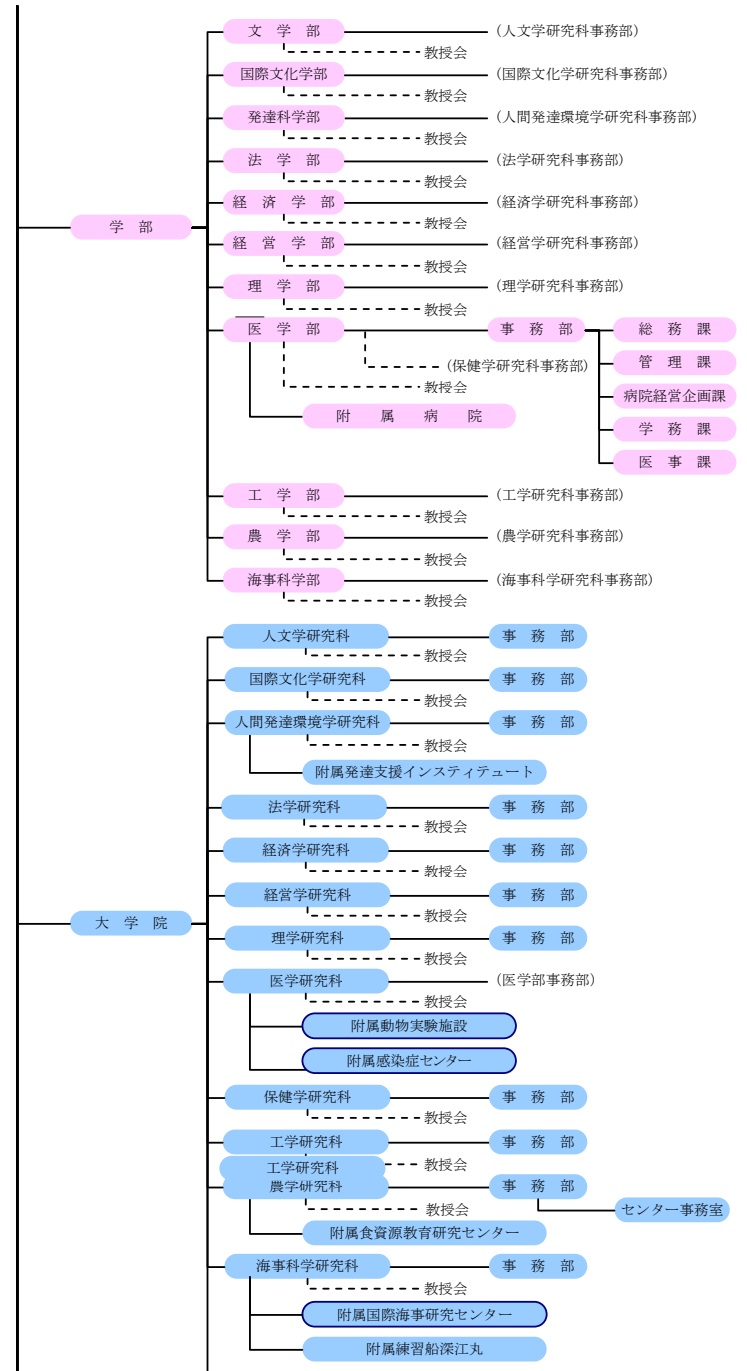 文 学 部 (人文学研究科事務部)
教授会
国際文化学部 (国際文化学研究科事務部)
教授会
発達科学部 (人間発達環境学研究科事務部)
教授会
法 学 部 (法学研究科事務部)
教授会
経 済 学 部 (経済学研究科事務部)
教授会
学 部
経 営 学 部 (経営学研究科事務部)
教授会
理 学 部 (理学研究科事務部)
教授会
医 学 部 事 務 部 総 務 課
(保健学研究科事務部) 管 理 課
教授会
病院経営企画課
附 属 病 院
学 務 課
医 事 課
工 学 部 (工学研究科事務部)
教授会
農 学 部 (農学研究科事務部)
教授会
海事科学部 (海事科学研究科事務部)
教授会
人文学研究科 事 務 部
教授会
国際文化学研究科 事 務 部
教授会
人間発達環境学研究科 事 務 部
教授会
附属発達支援インスティテュート
法学研究科 事 務 部
教授会
経済学研究科 事 務 部
教授会
経営学研究科 事 務 部
教授会
大 学 院
理学研究科 事 務 部
教授会
医学研究科 (医学部事務部)
教授会
附属動物実験施設
附属感染症センター
保健学研究科 事 務 部
教授会
工学研究科 事 務 部
教授会
工学研究科
農学研究科 事 務 部
教授会 センター事務室
附属食資源教育研究センター
海事科学研究科 事 務 部
教授会
附属国際海事研究センター
附属練習船深江丸